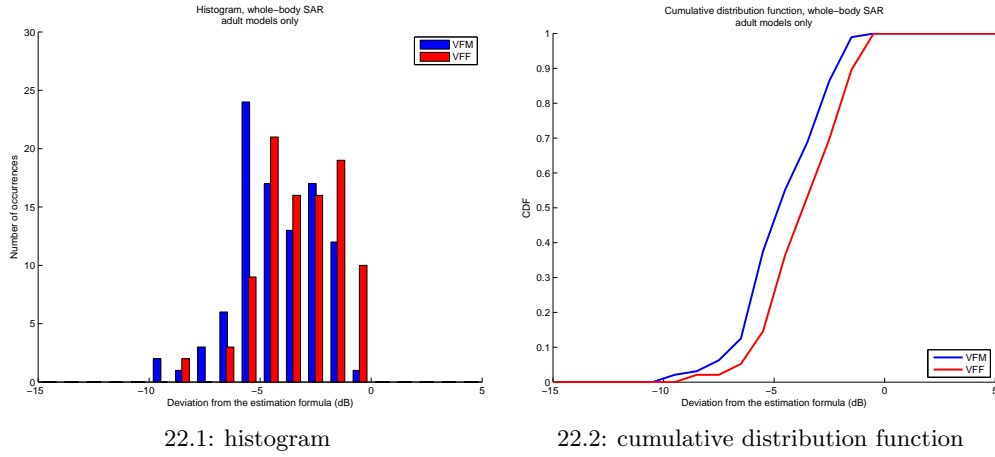 Histogram, whole−body SAR
adult models only
30
25
20
15
10
5
0
−15
−10
−5
0
5
Number of occurrences
Deviation from the estimation formula (dB)
VFM
VFF
22.1: histogram
Cumulative distribution function, whole−body SAR
adult models only
1
0.9
0.8
0.7
0.6
0.5
0.4
0.3
0.2
0.1
0
−15
−10
−5
0
5
CDF
Deviation from the estimation formula (dB)
VFM
VFF
22.2: cumulative distribution function